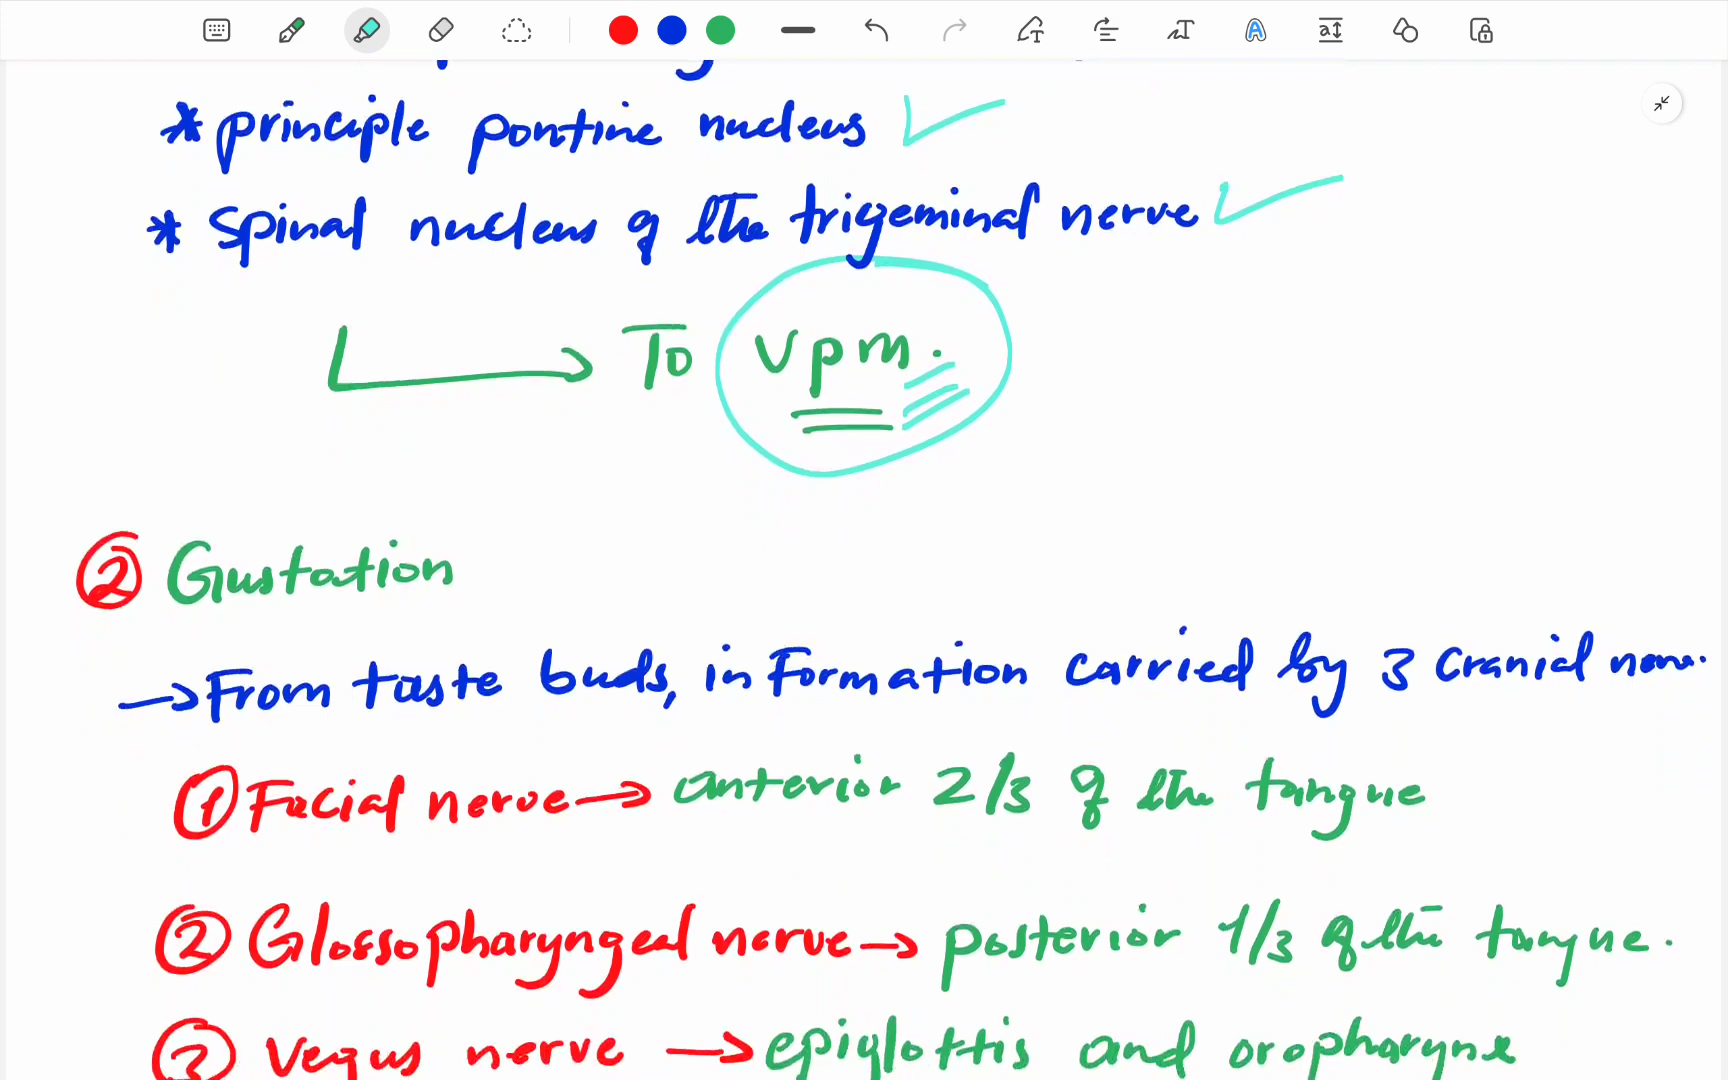 * principle pontine nucleus
* Spinal nucleus of the trigeminal nerve
To vpm.
② Gustation
→ From taste buds, information carried by 3 cranial nerv.
① Facial nerve → anterior 2/3 of the tongue
② Glossopharyngeal nerve → posterior 1/3 of the tongue.
③ Vegus nerve → epiglottis and oropharynx